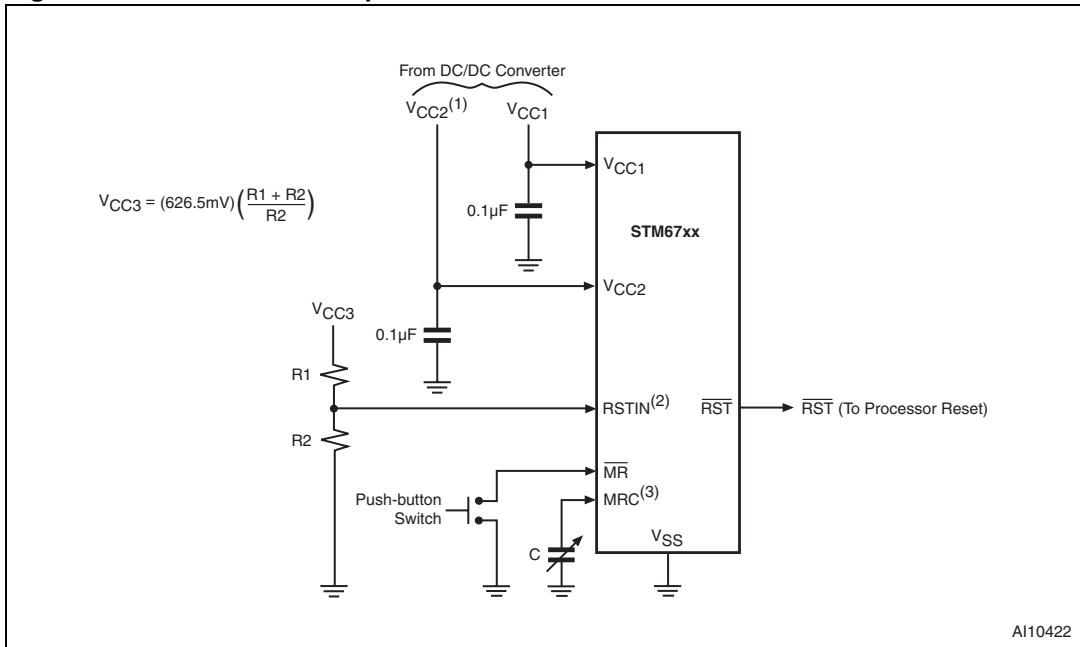 From DC/DC Converter
VCC2(1)
VCC1
VCC1
VCC3 = (626.5mV)(R1 + R2 / R2)
0.1µF
STM67xx
VCC2
VCC3
0.1µF
R1
RSTIN(2)
RST
RST (To Processor Reset)
R2
MR
Push-button
Switch
MRC(3)
VSS
C
AI10422